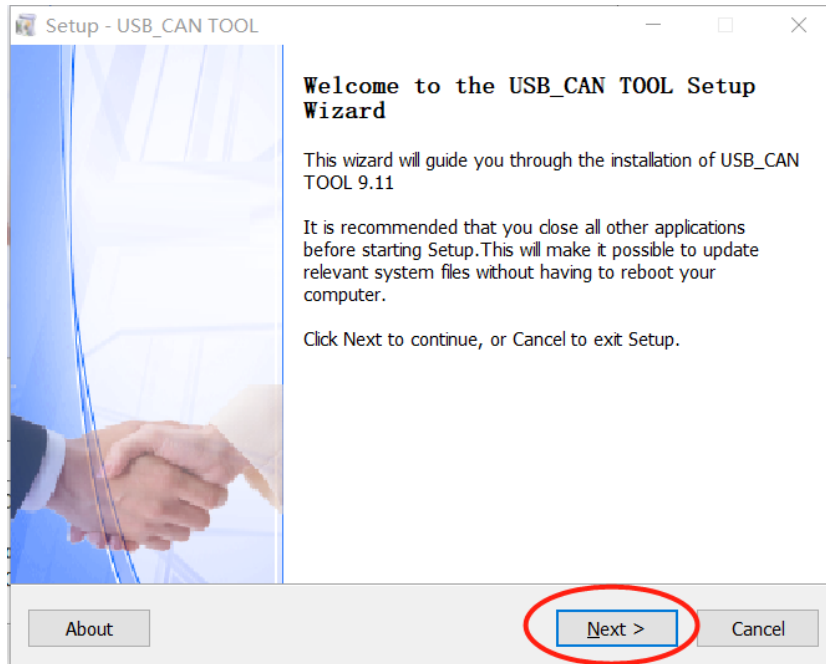 Setup - USB_CAN TOOL
Welcome to the USB_CAN TOOL Setup
Wizard
This wizard will guide you through the installation of USB_CAN
TOOL 9.11
It is recommended that you close all other applications
before starting Setup.This will make it possible to update
relevant system files without having to reboot your
computer.
Click Next to continue, or Cancel to exit Setup.
About
Next >
Cancel